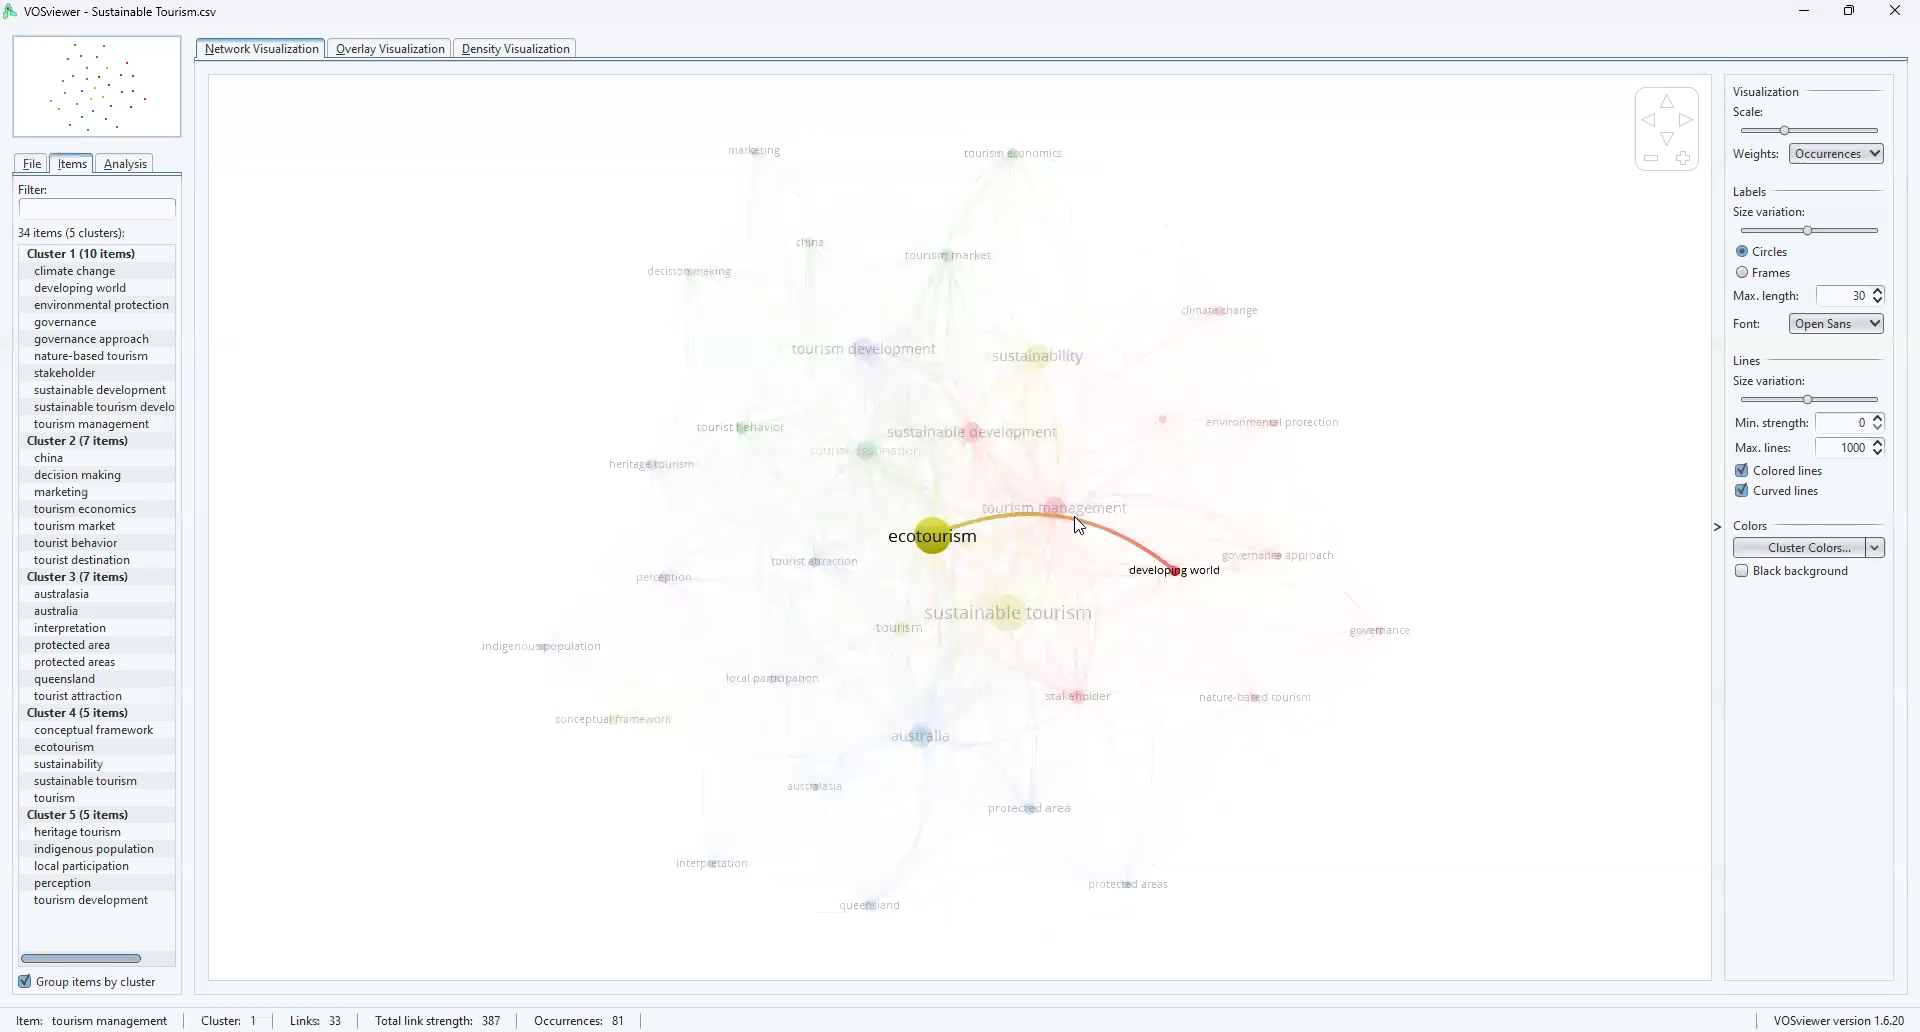 VOSviewer - Sustainable Tourism.csv
Network Visualization
Overlay Visualization
Density Visualization
File
Items
Analysis
Filter:
34 items (5 clusters):
Cluster 1 (10 items)
climate change
developing world
environmental protection
governance
governance approach
nature-based tourism
stakeholder
sustainable development
sustainable tourism develo
tourism management
Cluster 2 (7 items)
china
decision making
marketing
tourism economics
tourism market
tourist behavior
tourist destination
Cluster 3 (7 items)
australasia
australia
interpretation
protected area
protected areas
queensland
tourist attraction
Cluster 4 (5 items)
conceptual framework
ecotourism
sustainability
sustainable tourism
tourism
Cluster 5 (5 items)
heritage tourism
indigenous population
local participation
perception
tourism development
Group items by cluster
marketing
tourism economics
china
tourism market
decision making
climate change
tourism development
sustainability
tourist behavior
sustainable development
environmental protection
tourist destination
heritage tourism
tourism management
ecotourism
tourist attraction
governance approach
perception
developing world
sustainable tourism
tourism
governance
indigenous population
local participation
stakeholder
nature-based tourism
conceptual framework
australia
australasia
protected area
interpretation
protected areas
queensland
Visualization
Scale:
Weights: Occurrences
Labels
Size variation:
Circles
Frames
Max. length: 30
Font: Open Sans
Lines
Size variation:
Min. strength: 0
Max. lines: 1000
Colored lines
Curved lines
> Colors
Cluster Colors...
Black background
Item: tourism management
Cluster: 1
Links: 33
Total link strength: 387
Occurrences: 81
VOSviewer version 1.6.20